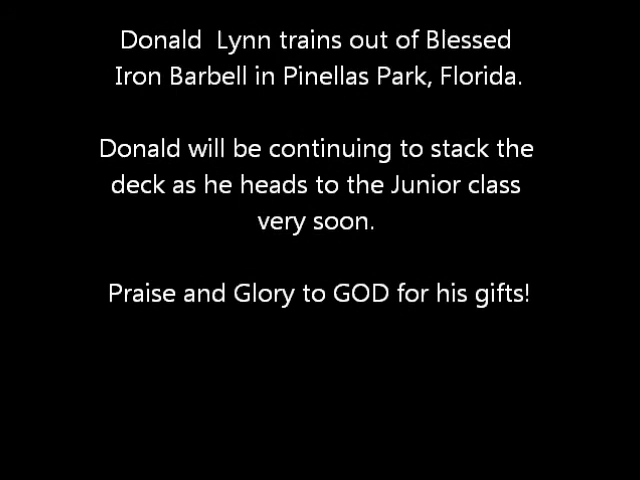 Donald  Lynn trains out of Blessed
Iron Barbell in Pinellas Park, Florida.
Donald will be continuing to stack the
deck as he heads to the Junior class
very soon.
Praise and Glory to GOD for his gifts!